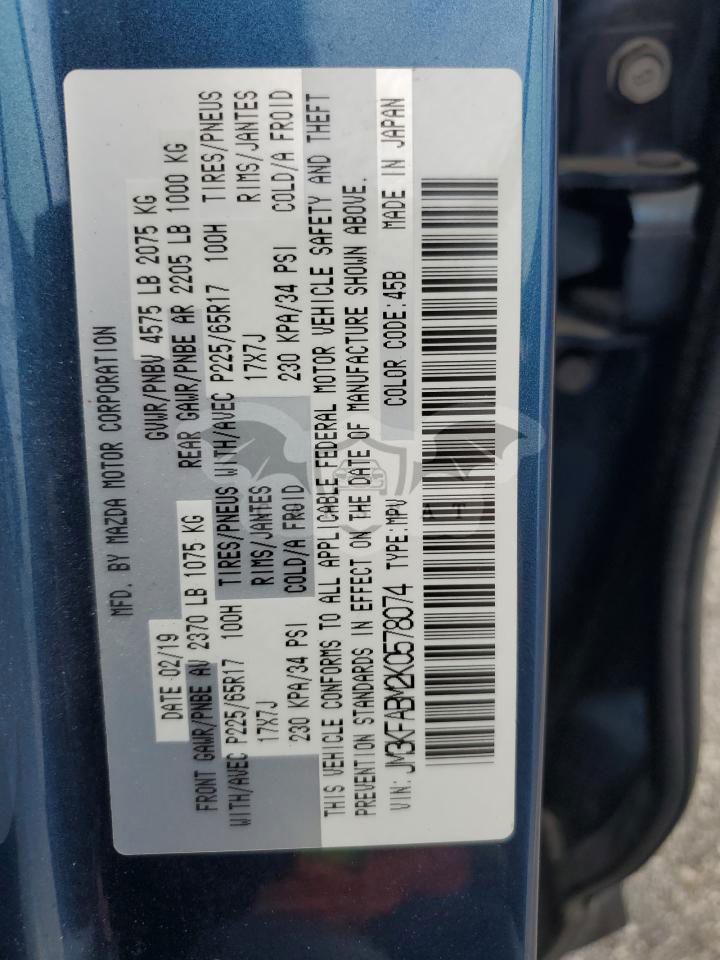 MFD. BY MAZDA MOTOR CORPORATION
DATE 02/19 GVWR/PNBV 4575 LB 2075 KG
FRONT GAWR/PNBE AV 2370 LB 1075 KG REAR GAWR/PNBE AR 2205 LB 1000 KG
WITH/AVEC P225/65R17 100H TIRES/PNEUS WITH/AVEC P225/65R17 100H TIRES/PNEUS
17X7J RIMS/JANTES 17X7J RIMS/JANTES
230 KPA/34 PSI COLD/A FROID 230 KPA/34 PSI COLD/A FROID
THIS VEHICLE CONFORMS TO ALL APPLICABLE FEDERAL MOTOR VEHICLE SAFETY AND THEFT
PREVENTION STANDARDS IN EFFECT ON THE DATE OF MANUFACTURE SHOWN ABOVE.
VIN: JM3KFABM2K0578074 TYPE:MPV COLOR CODE:45B MADE IN JAPAN